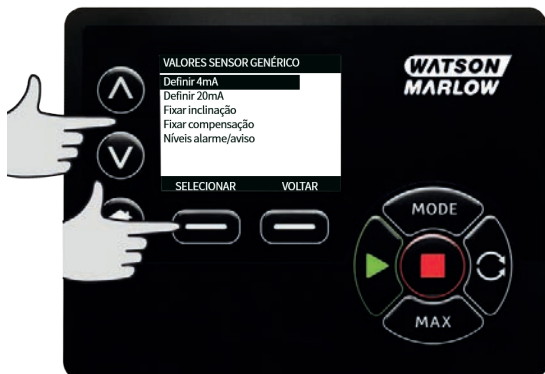 VALORES SENSOR GENÉRICO
Definir 4mA
Definir 20mA
Fixar inclinação
Fixar compensação
Níveis alarme/aviso
SELECIONAR VOLTAR
WATSON
MARLOW
MODE
MAX